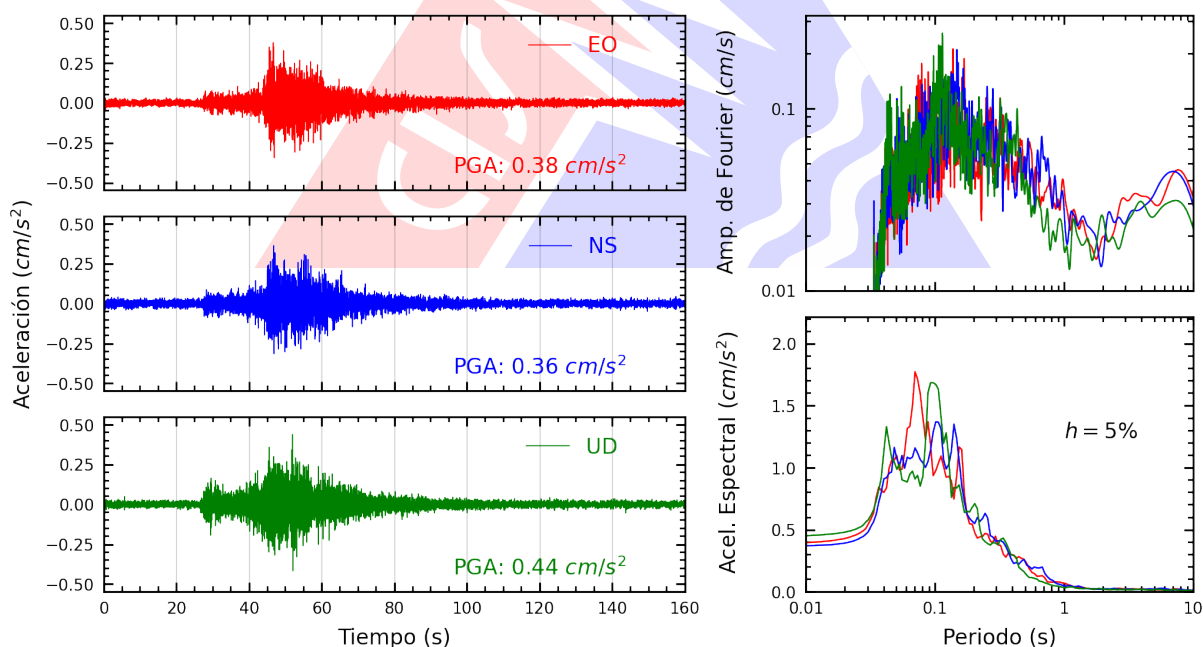 Aceleración (cm/s²)
0.50
0.25
0.00
−0.25
−0.50
EO
PGA: 0.38 cm/s²
0.50
0.25
0.00
−0.25
−0.50
NS
PGA: 0.36 cm/s²
0.50
0.25
0.00
−0.25
−0.50
UD
PGA: 0.44 cm/s²
0 20 40 60 80 100 120 140 160
Tiempo (s)
Amp. de Fourier (cm/s)
0.1
0.01
Acel. Espectral (cm/s²)
2.0
1.5
1.0
0.5
0.0
h = 5%
0.01 0.1 1 10
Periodo (s)